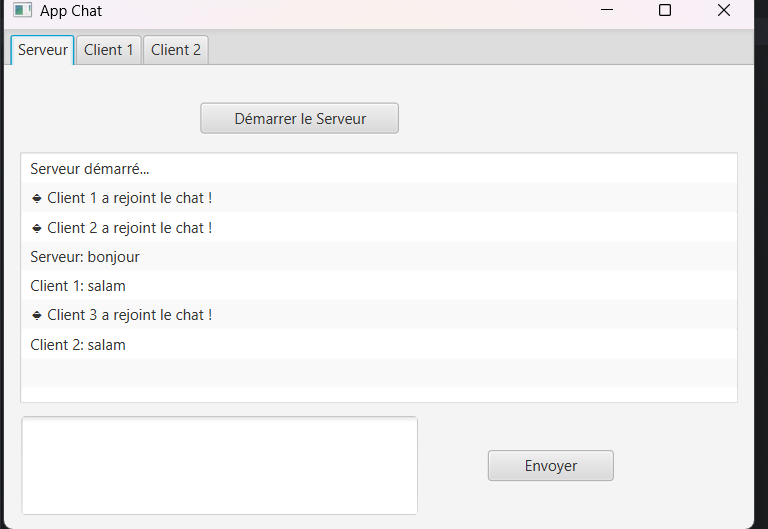 App Chat
Serveur Client 1 Client 2
Démarrer le Serveur
Serveur démarré...
Client 1 a rejoint le chat !
Client 2 a rejoint le chat !
Serveur: bonjour
Client 1: salam
Client 3 a rejoint le chat !
Client 2: salam
Envoyer